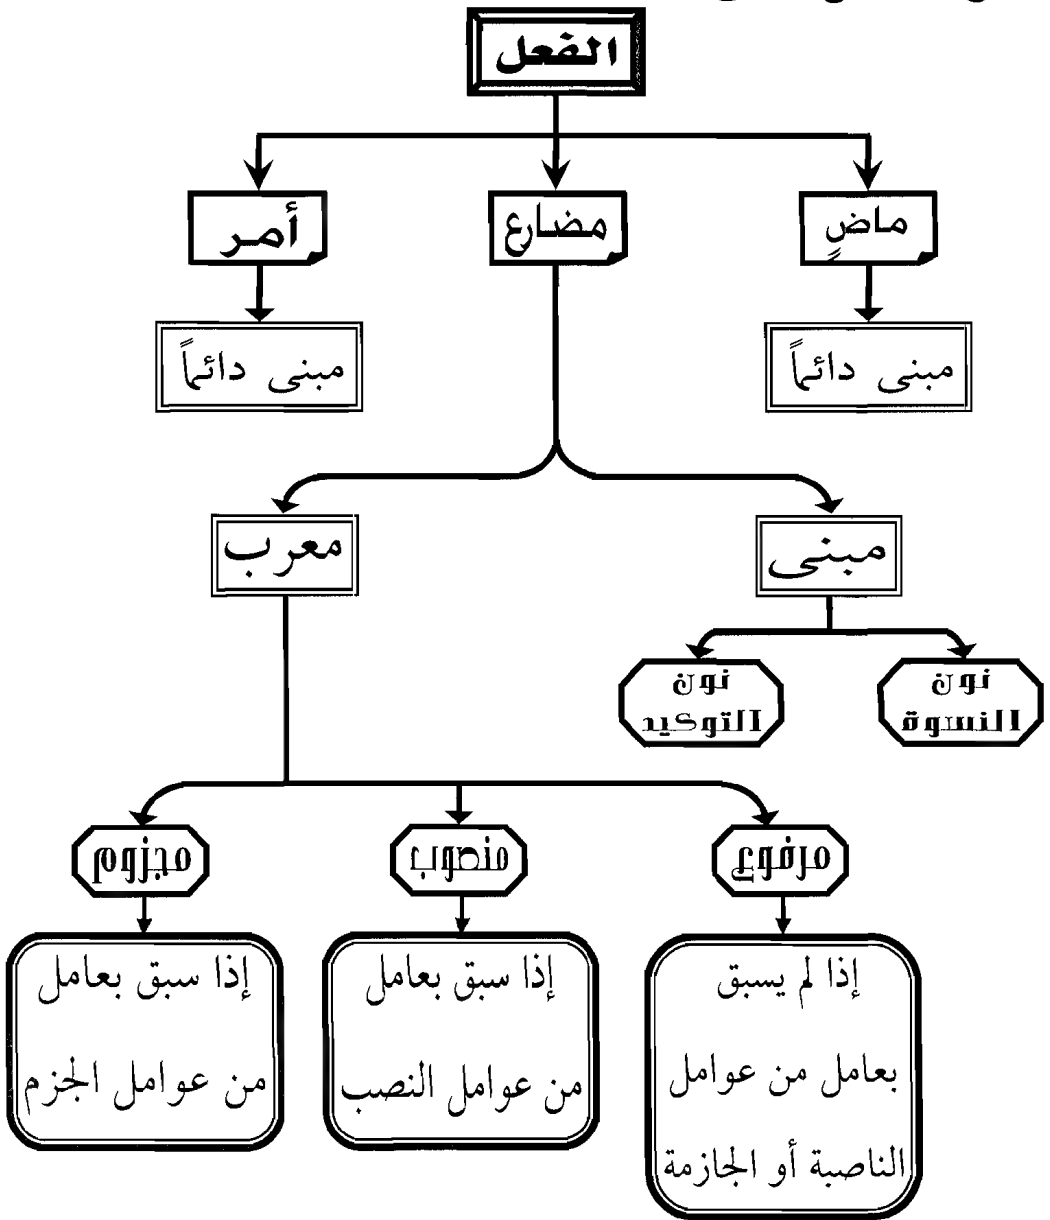 الفعل
ماضٍ
مضارع
أمر
مبنى دائماً
مبنى دائماً
مبنى
معرب
نون
النسوة
نون
التوكيد
مرفوع
منصوب
مجزوم
إذا لم يسبق
بعامل من عوامل
الناصبة أو الجازمة
إذا سبق بعامل
من عوامل النصب
إذا سبق بعامل
من عوامل الجزم